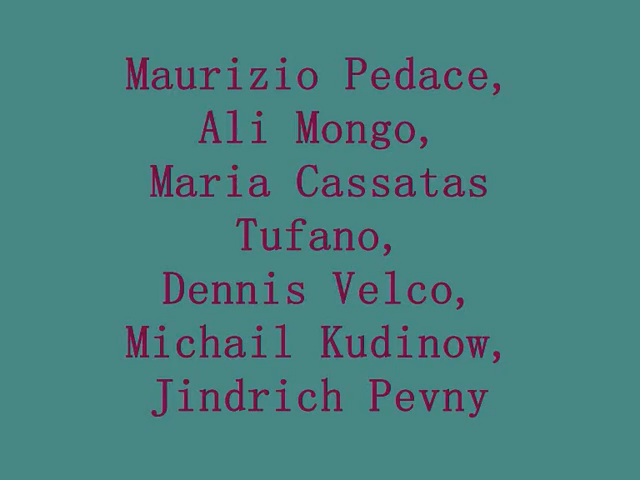 Maurizio Pedace,
Ali Mongo,
Maria Cassatas
Tufano,
Dennis Velco,
Michail Kudinow,
Jindrich Pevny